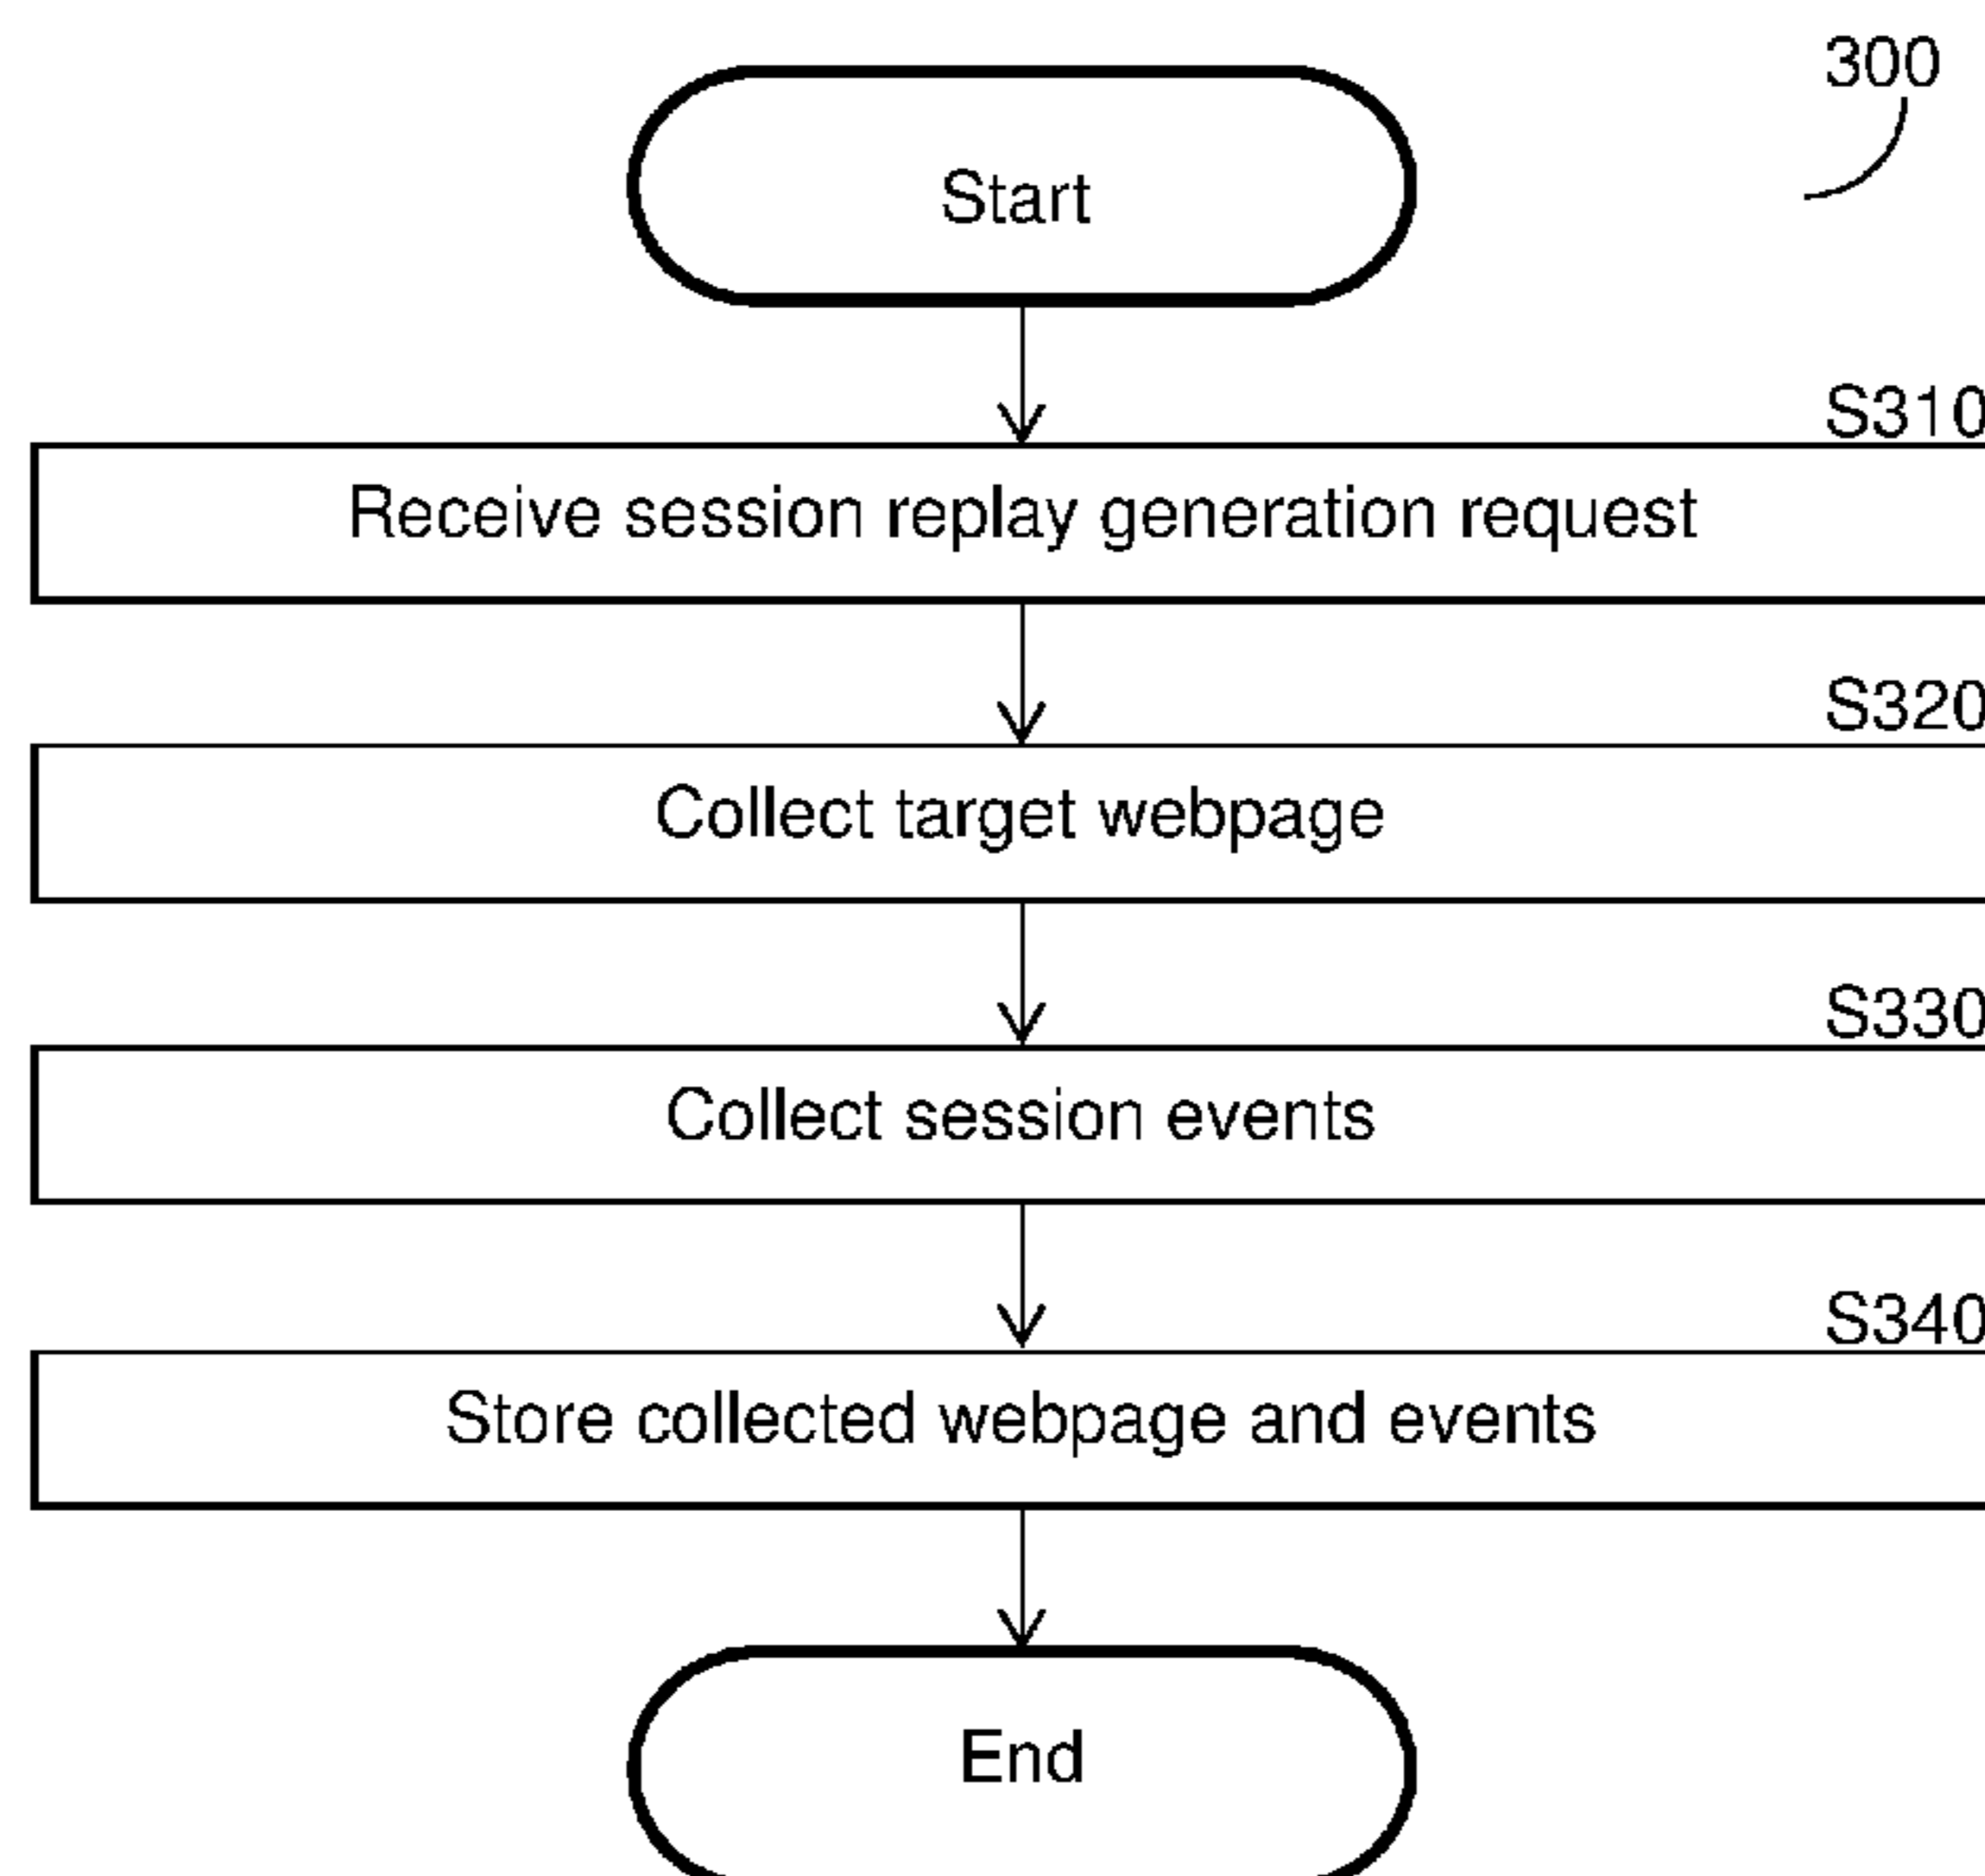 300
Start
S310
Receive session replay generation request
S320
Collect target webpage
S330
Collect session events
S340
Store collected webpage and events
End